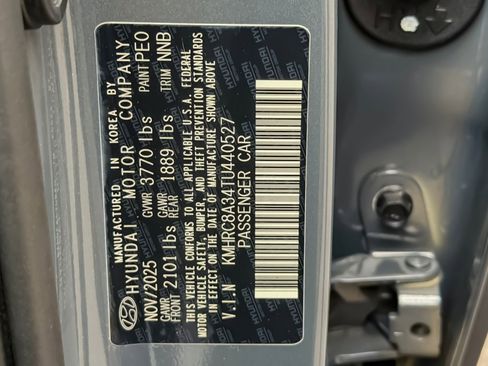 MANUFACTURED IN KOREA BY
HYUNDAI MOTOR COMPANY
NOV/2025 GVWR 3770 lbs PAINT PE0
GAWR FRONT 2101 lbs GAWR REAR 1889 lbs TRIM NNB
THIS VEHICLE CONFORMS TO ALL APPLICABLE U.S.A. FEDERAL
MOTOR VEHICLE SAFETY, BUMPER, AND THEFT PREVENTION STANDARDS
IN EFFECT ON THE DATE OF MANUFACTURE SHOWN ABOVE
V.I.N KMHRC8A34TU440527
PASSENGER CAR